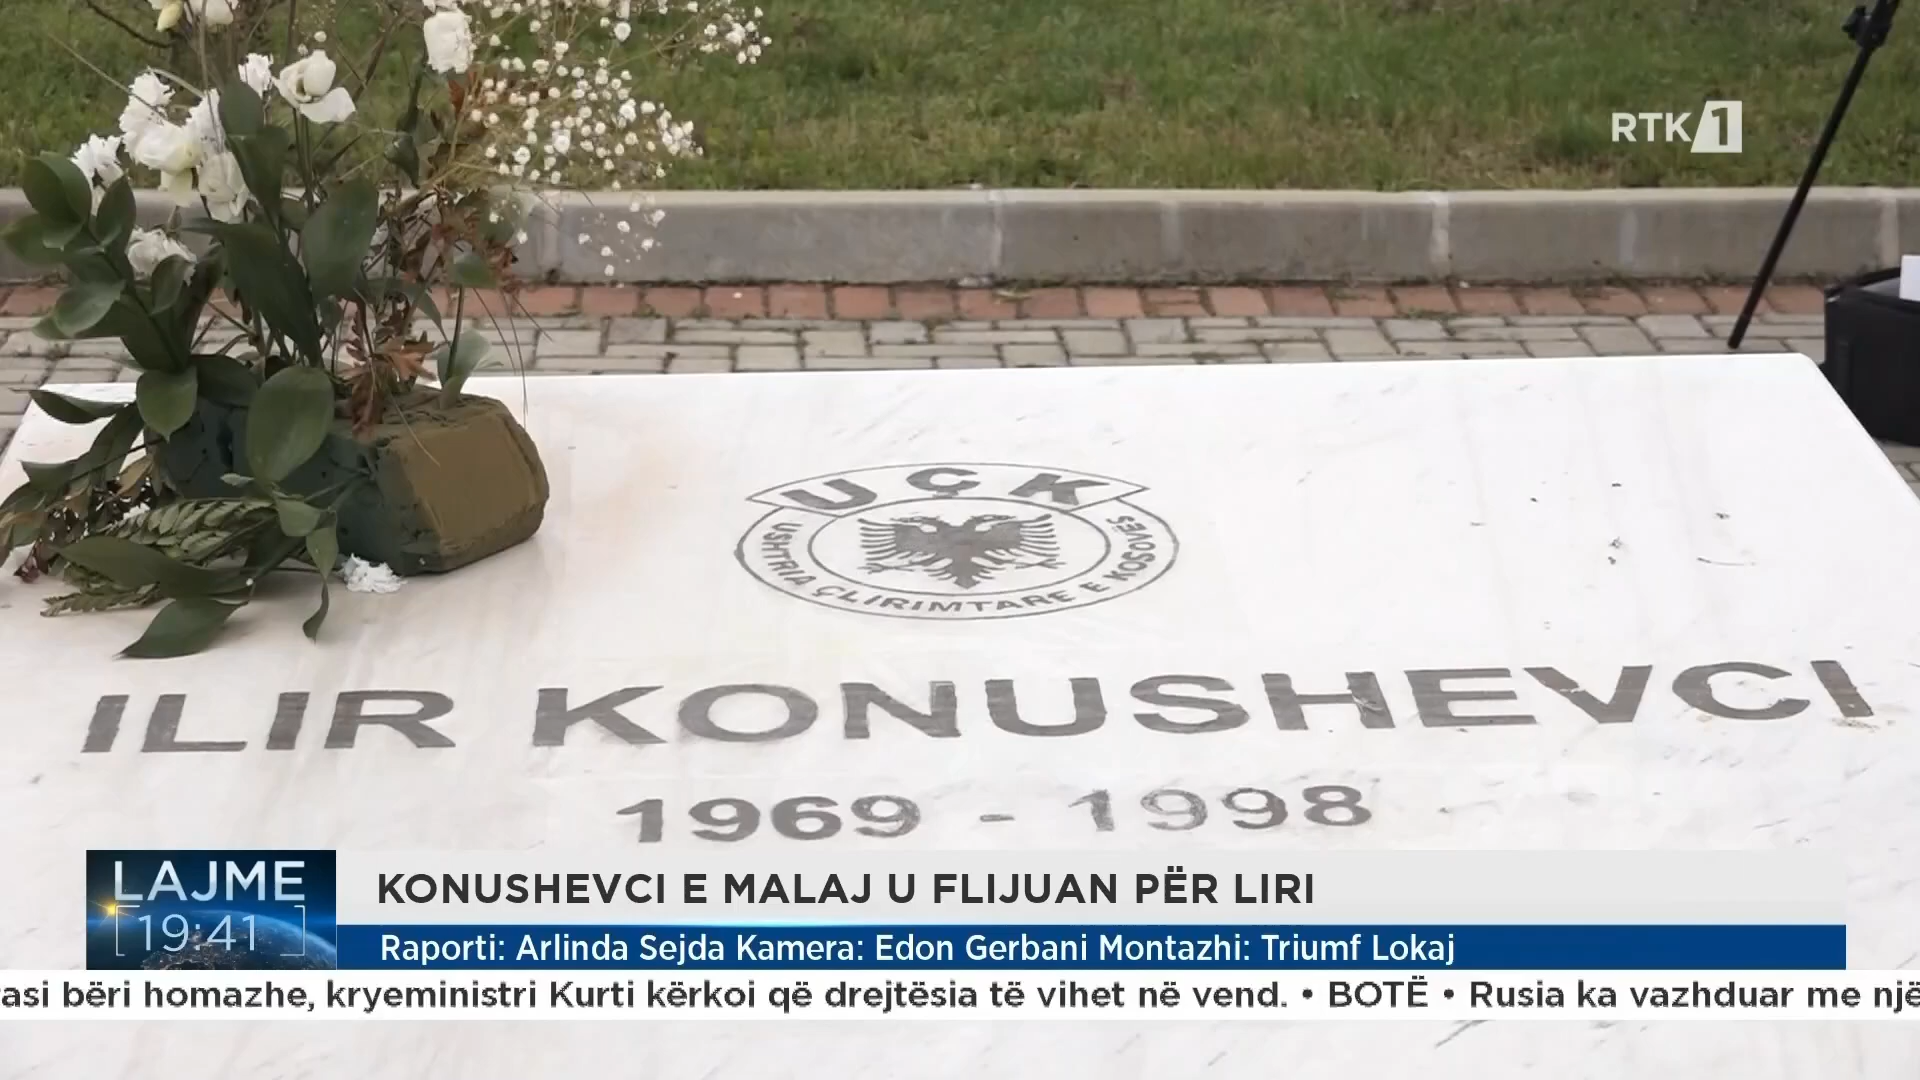 RTK 1
UÇK
USHTRIA ÇLIRIMTARE E KOSOVËS
ILIR KONUSHEVCI
1969 - 1998
LAJME
19:41
KONUSHEVCI E MALAJ U FLIJUAN PËR LIRI
Raporti: Arlinda Sejda Kamera: Edon Gerbani Montazhi: Triumf Lokaj
bëri homazhe, kryeministri Kurti kërkoi që drejtësia të vihet në vend. • BOTË • Rusia ka vazhduar me një